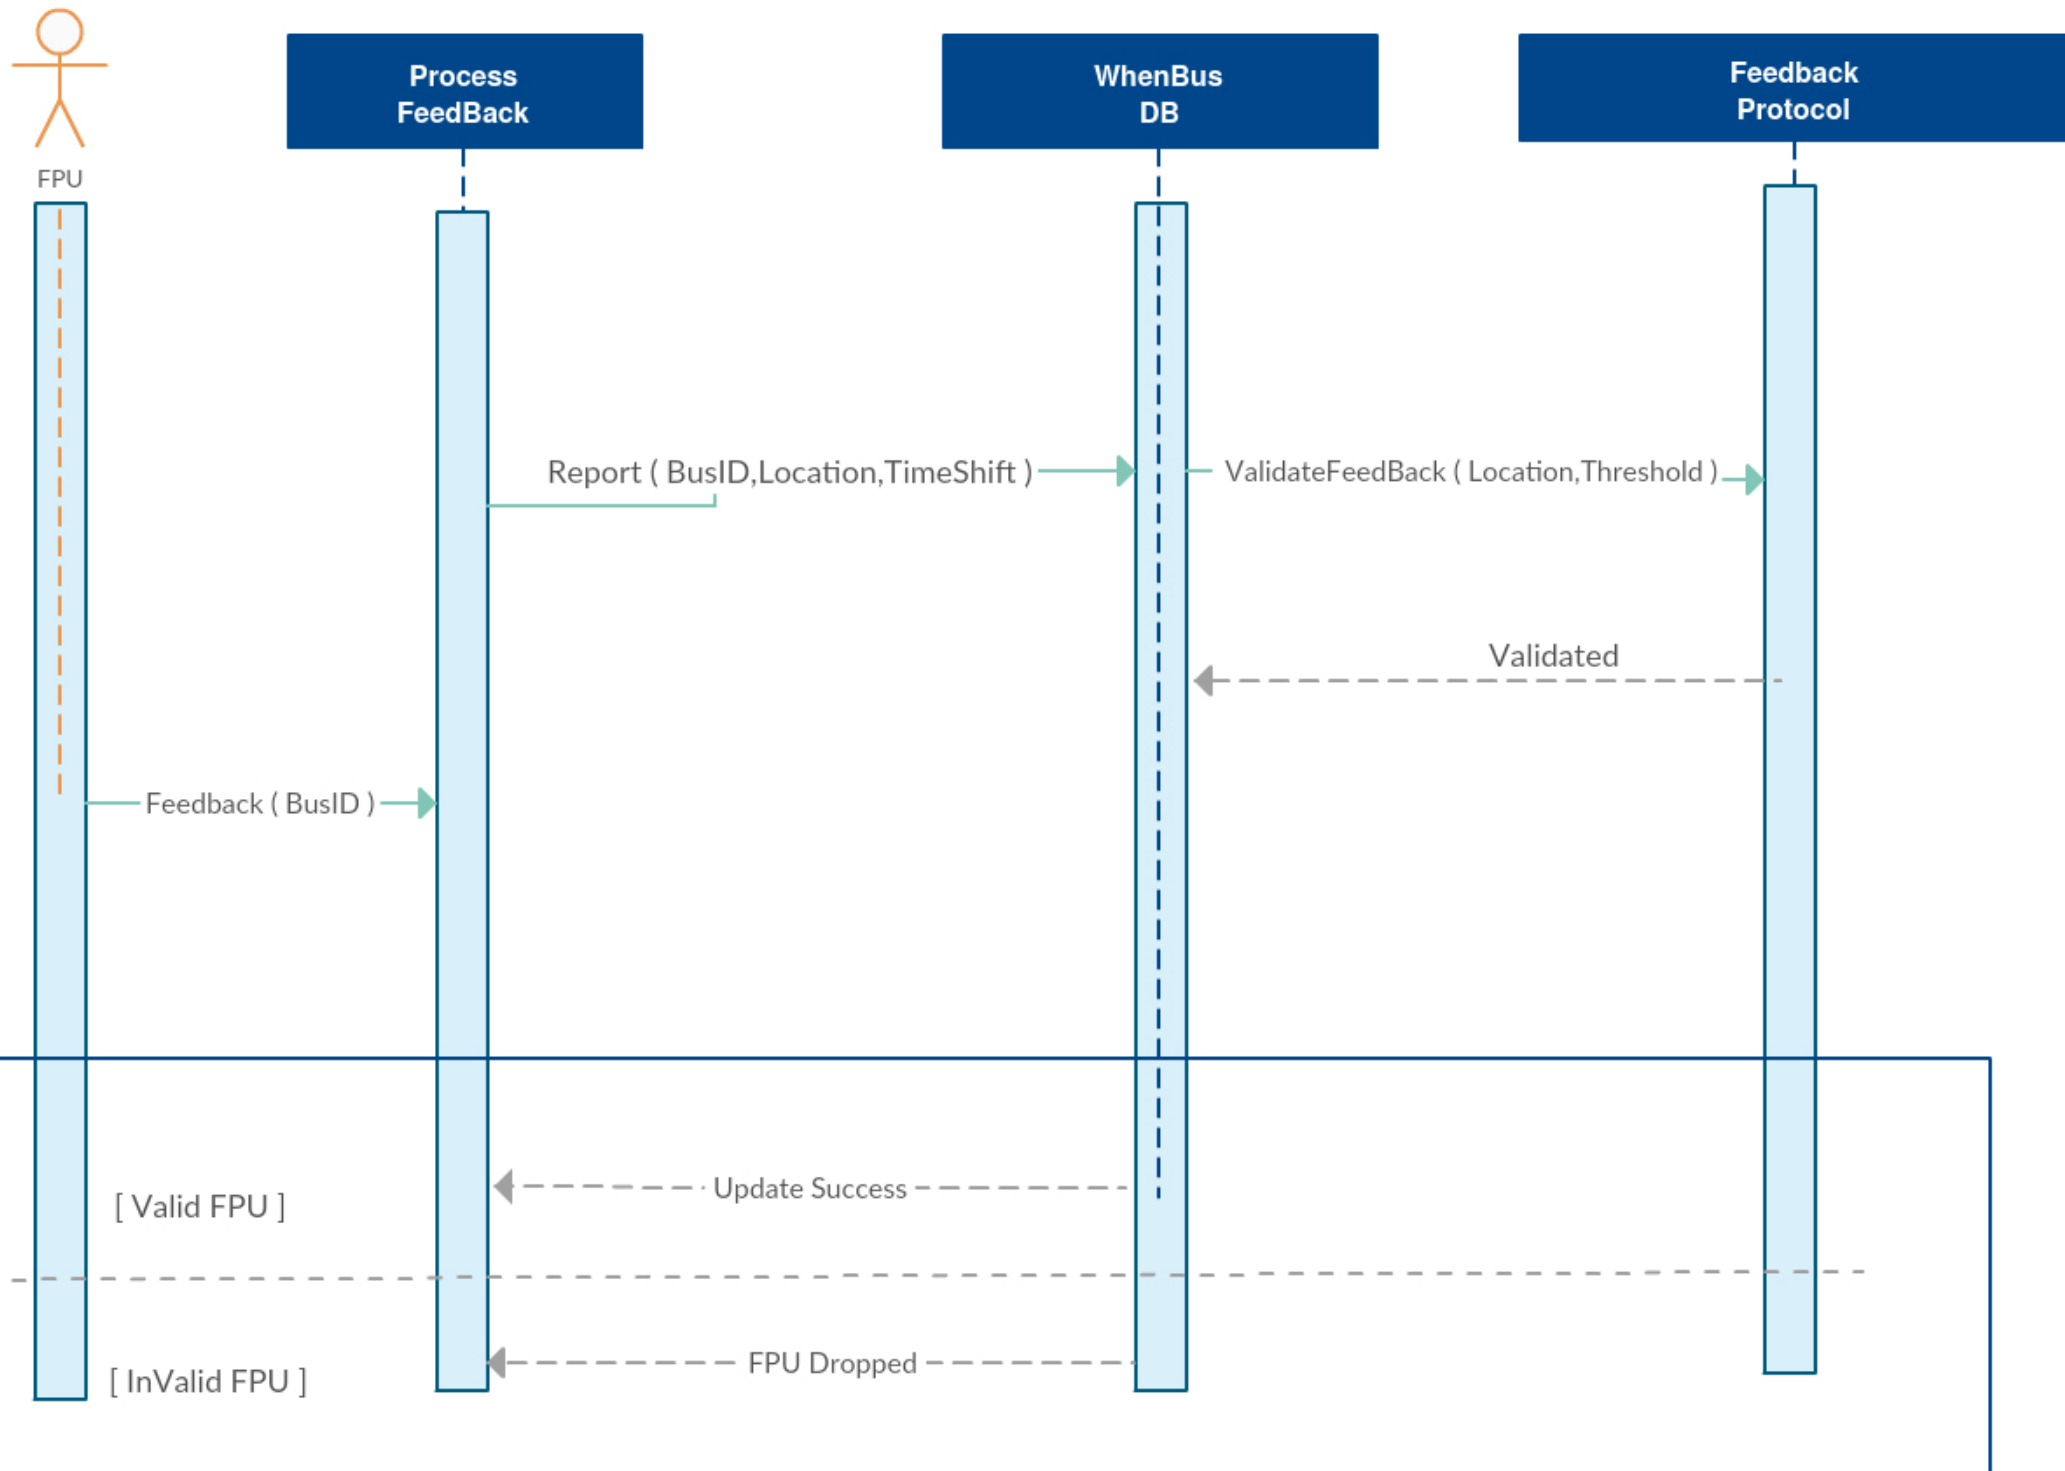 Process
FeedBack
WhenBus
DB
Feedback
Protocol
FPU
Report ( BusID,Location,TimeShift )
ValidateFeedBack ( Location,Threshold )
Validated
Feedback ( BusID )
Update Success
[ Valid FPU ]
FPU Dropped
[ InValid FPU ]